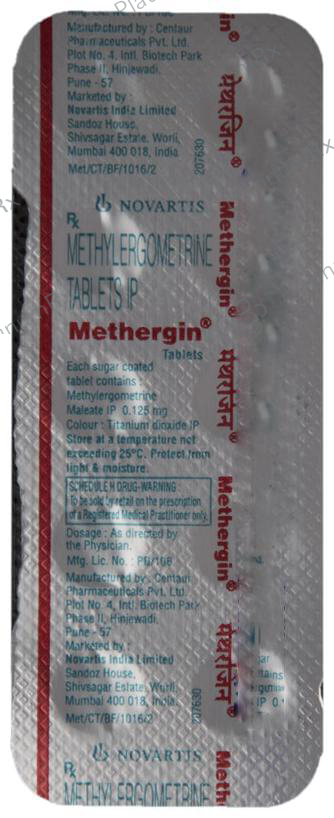 Manufactured by : Centaur
Pharmaceuticals Pvt. Ltd.
Plot No. 4, Intl. Biotech Park
Phase II, Hinjewadi,
Pune - 57
Marketed by :
Novartis India Limited
Sandoz House,
Shivsagar Estate, Worli,
Mumbai 400 018, India
Met/CT/BF/1016/2
207630
NOVARTIS
Rx
METHYLERGOMETRINE
TABLETS IP
Methergin®
Tablets
Each sugar coated
tablet contains :
Methylergometrine
Maleate IP 0.125 mg
Colour : Titanium dioxide IP
Store at a temperature not
exceeding 25°C. Protect from
light & moisture.
SCHEDULE H DRUG-WARNING :
To be sold by retail on the prescription
of a Registered Medical Practitioner only.
Dosage : As directed by
the Physician.
Mfg. Lic. No. : PD/106
Manufactured by : Centaur
Pharmaceuticals Pvt. Ltd.
Plot No. 4, Intl. Biotech Park
Phase II, Hinjewadi,
Pune - 57
Marketed by :
Novartis India Limited
Sandoz House,
Shivsagar Estate, Worli,
Mumbai 400 018, India
Met/CT/BF/1016/2
207630
NOVARTIS
Rx
METHYLERGOMETRINE
मेथरजिन®
Methergin®
मेथरजिन®
Methergin®
मेथरजिन®
Meth